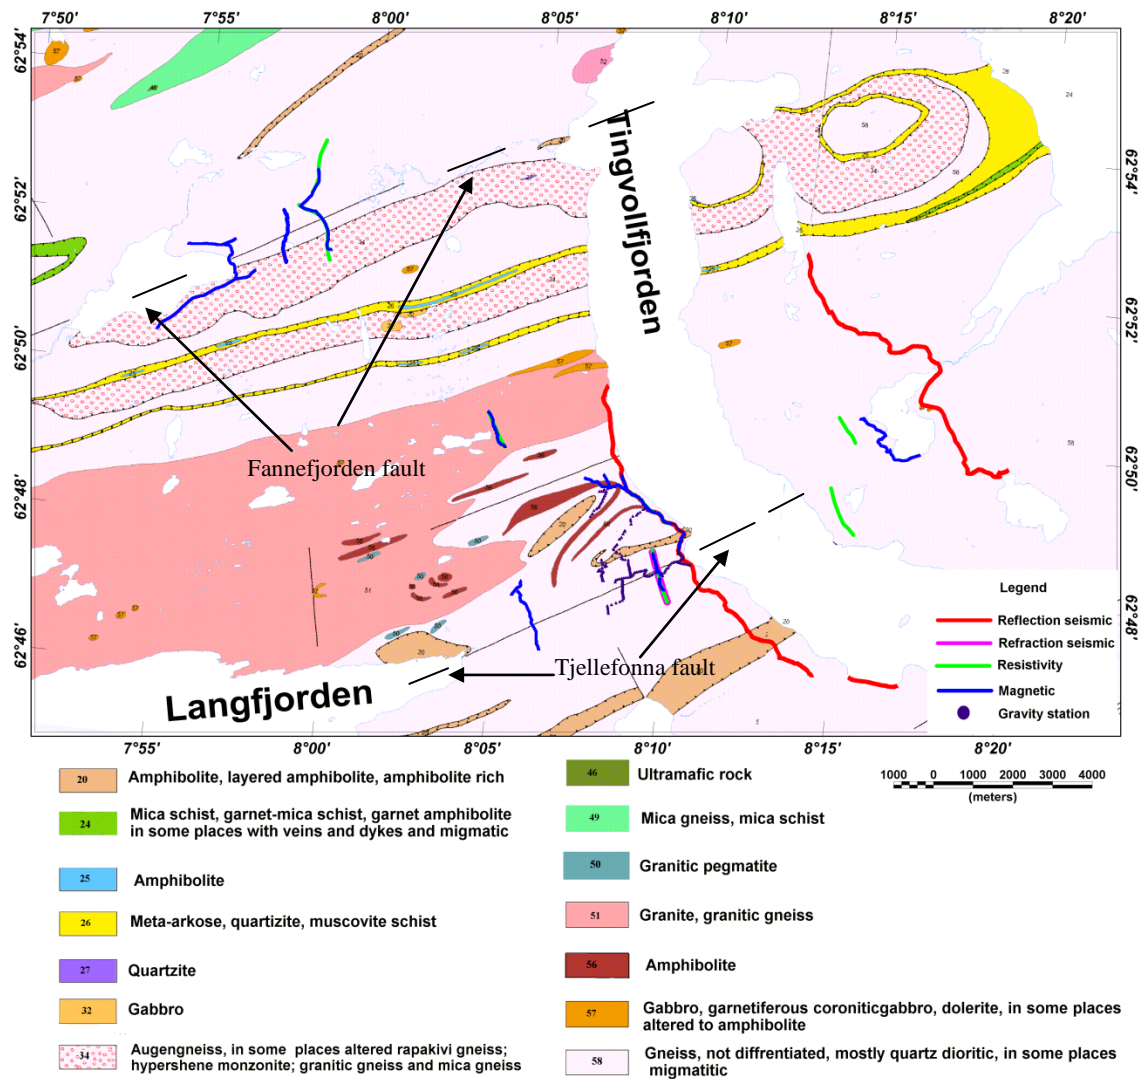 7°50' 7°55' 8°00' 8°05' 8°10' 8°15' 8°20'
62°54'
62°52'
62°50'
62°48'
62°46'
62°54'
62°52'
62°50'
62°48'
Tingvollfjorden
Fannefjorden fault
Tjellefonna fault
Langfjorden
Legend
Reflection seismic
Refraction seismic
Resistivity
Magnetic
Gravity station
7°55' 8°00' 8°05' 8°10' 8°15' 8°20'
1000 0 1000 2000 3000 4000
(meters)
20 Amphibolite, layered amphibolite, amphibolite rich
24 Mica schist, garnet-mica schist, garnet amphibolite
in some places with veins and dykes and migmatic
25 Amphibolite
26 Meta-arkose, quartizite, muscovite schist
27 Quartzite
32 Gabbro
34 Augengneiss, in some places altered rapakivi gneiss;
hypershene monzonite; granitic gneiss and mica gneiss
46 Ultramafic rock
49 Mica gneiss, mica schist
50 Granitic pegmatite
51 Granite, granitic gneiss
56 Amphibolite
57 Gabbro, garnetiferous coroniticgabbro, dolerite, in some places
altered to amphibolite
58 Gneiss, not diffrentiated, mostly quartz dioritic, in some places
migmatitic